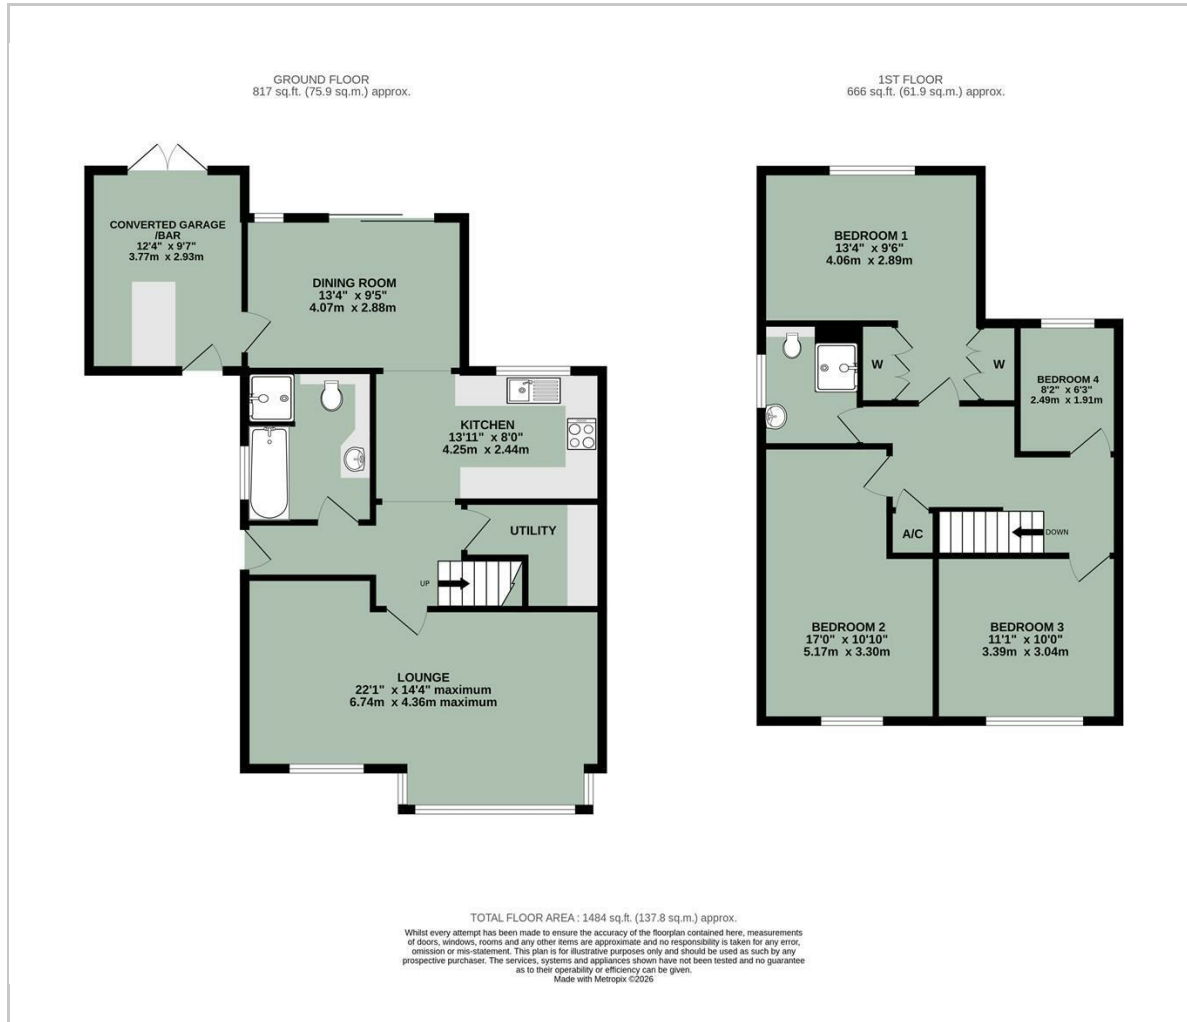 GROUND FLOOR
817 sq.ft. (75.9 sq.m.) approx.
CONVERTED GARAGE
/BAR
12'4" x 9'7"
3.77m x 2.93m
DINING ROOM
13'4" x 9'5"
4.07m x 2.88m
KITCHEN
13'11" x 8'0"
4.25m x 2.44m
UTILITY
UP
LOUNGE
22'1" x 14'4" maximum
6.74m x 4.36m maximum
1ST FLOOR
666 sq.ft. (61.9 sq.m.) approx.
BEDROOM 1
13'4" x 9'6"
4.06m x 2.89m
W
W
BEDROOM 4
8'2" x 6'3"
2.49m x 1.91m
A/C
DOWN
BEDROOM 2
17'0" x 10'10"
5.17m x 3.30m
BEDROOM 3
11'1" x 10'0"
3.39m x 3.04m
TOTAL FLOOR AREA : 1484 sq.ft. (137.8 sq.m.) approx.
Whilst every attempt has been made to ensure the accuracy of the floorplan contained here, measurements
of doors, windows, rooms and any other items are approximate and no responsibility is taken for any error,
omission or mis-statement. This plan is for illustrative purposes only and should be used as such by any
prospective purchaser. The services, systems and appliances shown have not been tested and no guarantee
as to their operability or efficiency can be given.
Made with Metropix ©2026